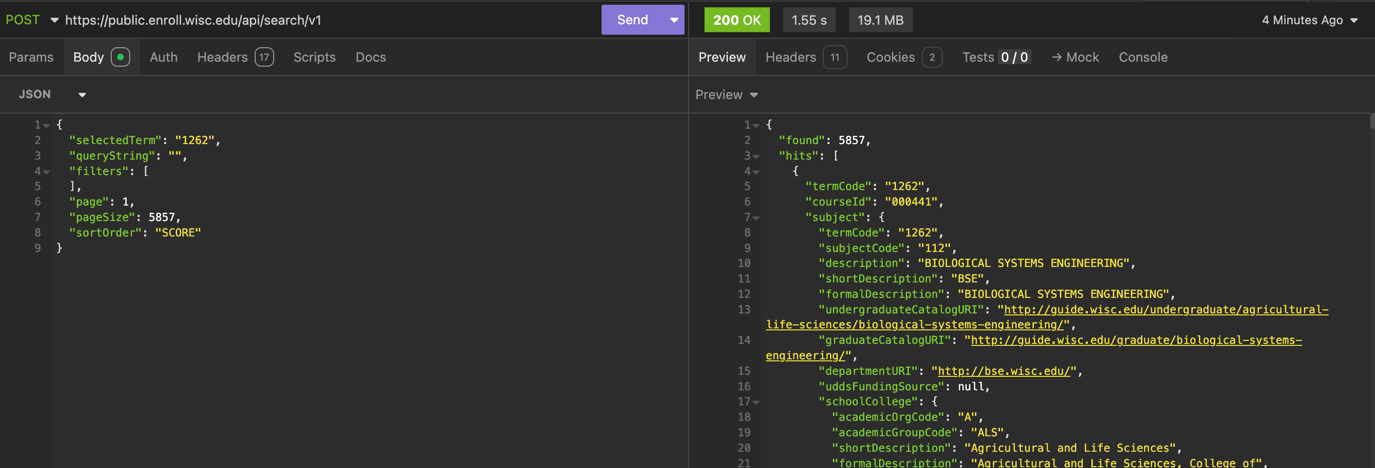 POST https://public.enroll.wisc.edu/api/search/v1 Send
200 OK 1.55 s 19.1 MB 4 Minutes Ago
Params Body Auth Headers 17 Scripts Docs
Preview Headers 11 Cookies 2 Tests 0 / 0 → Mock Console
JSON
Preview
1 {
2 "selectedTerm": "1262",
3 "queryString": "",
4 "filters": [
5 ],
6 "page": 1,
7 "pageSize": 5857,
8 "sortOrder": "SCORE"
9 }
1 {
2 "found": 5857,
3 "hits": [
4 {
5 "termCode": "1262",
6 "courseId": "000441",
7 "subject": {
8 "termCode": "1262",
9 "subjectCode": "112",
10 "description": "BIOLOGICAL SYSTEMS ENGINEERING",
11 "shortDescription": "BSE",
12 "formalDescription": "BIOLOGICAL SYSTEMS ENGINEERING",
13 "undergraduateCatalogURI": "http://guide.wisc.edu/undergraduate/agricultural-
life-sciences/biological-systems-engineering/",
14 "graduateCatalogURI": "http://guide.wisc.edu/graduate/biological-systems-
engineering/",
15 "departmentURI": "http://bse.wisc.edu/",
16 "uddsFundingSource": null,
17 "schoolCollege": {
18 "academicOrgCode": "A",
19 "academicGroupCode": "ALS",
20 "shortDescription": "Agricultural and Life Sciences",
21 "formalDescription": "Agricultural and Life Sciences, College of",